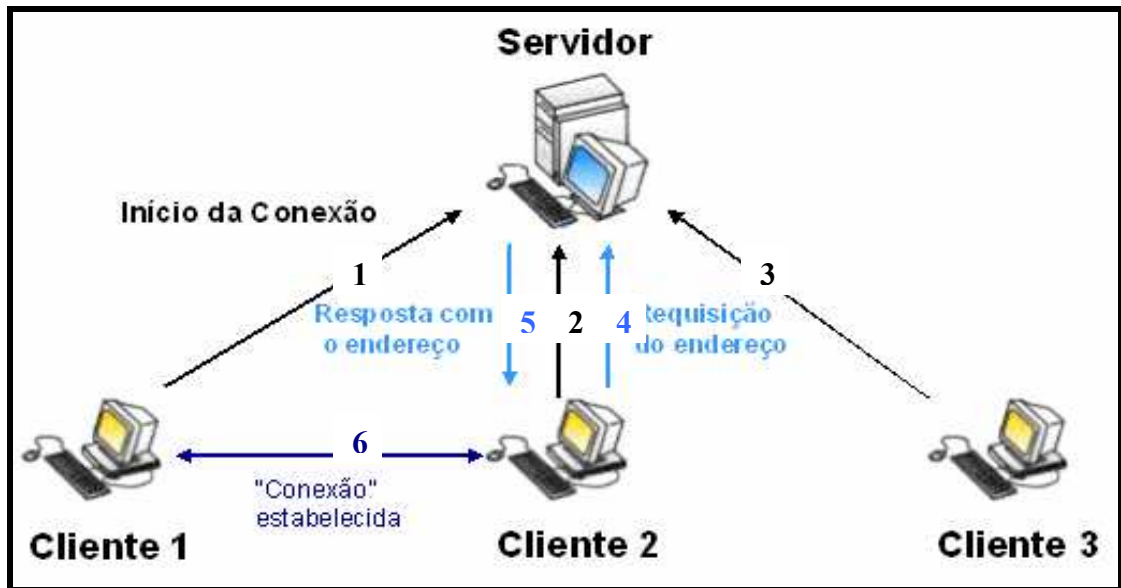 Servidor
Início da Conexão
1
3
Resposta com
o endereço
5
2
4
Requisição
do endereço
6
"Conexão"
estabelecida
Cliente 1
Cliente 2
Cliente 3